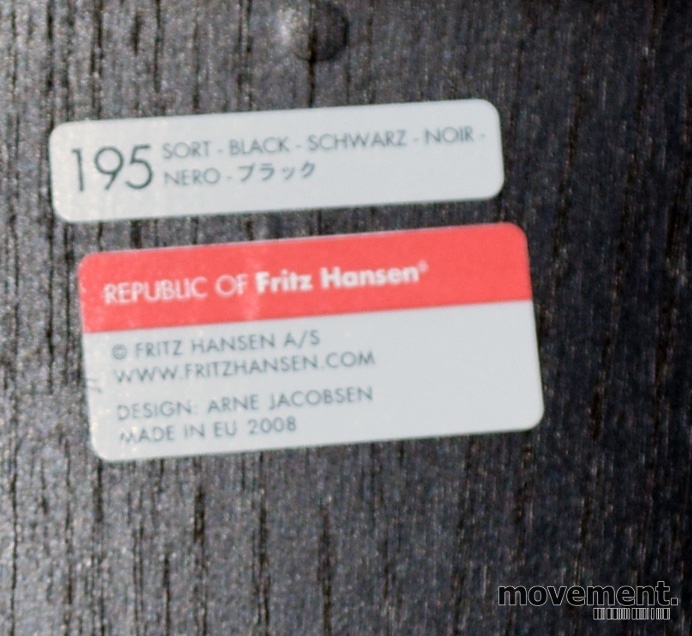 195 SORT - BLACK - SCHWARZ - NOIR -
NERO - ブラック
REPUBLIC OF Fritz Hansen®
© FRITZ HANSEN A/S
WWW.FRITZHANSEN.COM
DESIGN: ARNE JACOBSEN
MADE IN EU 2008
movement.